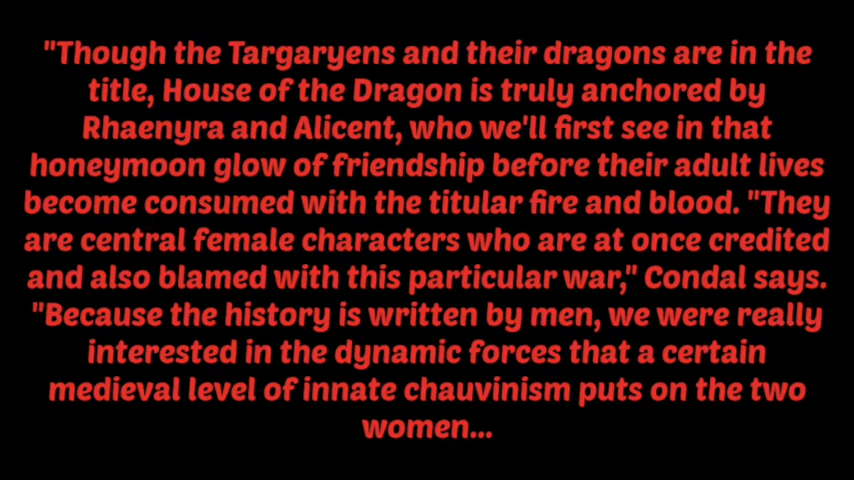 "Though the Targaryens and their dragons are in the
title, House of the Dragon is truly anchored by
Rhaenyra and Alicent, who we'll first see in that
honeymoon glow of friendship before their adult lives
become consumed with the titular fire and blood. "They
are central female characters who are at once credited
and also blamed with this particular war," Condal says.
"Because the history is written by men, we were really
interested in the dynamic forces that a certain
medieval level of innate chauvinism puts on the two
women...